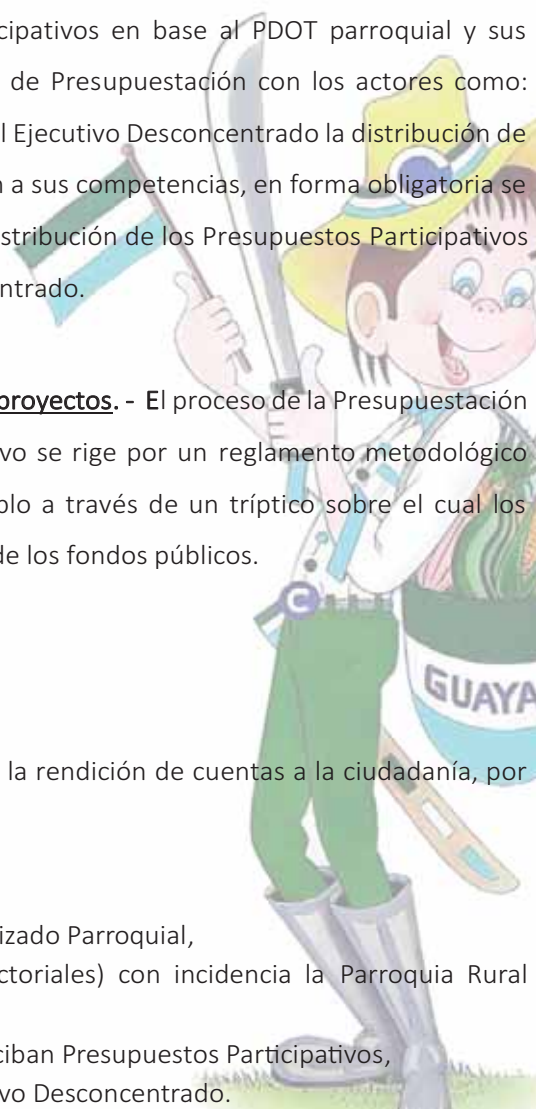 cipativos en base al PDOT parroquial y sus
de Presupuestación con los actores como:
l Ejecutivo Desconcentrado la distribución de
a sus competencias, en forma obligatoria se
stribución de los Presupuestos Participativos
entrado.
proyectos. - El proceso de la Presupuestación
vo se rige por un reglamento metodológico
blo a través de un tríptico sobre el cual los
de los fondos públicos.
C
GUAYA
la rendición de cuentas a la ciudadanía, por
izado Parroquial,
ctoriales) con incidencia la Parroquia Rural
ciban Presupuestos Participativos,
vo Desconcentrado.